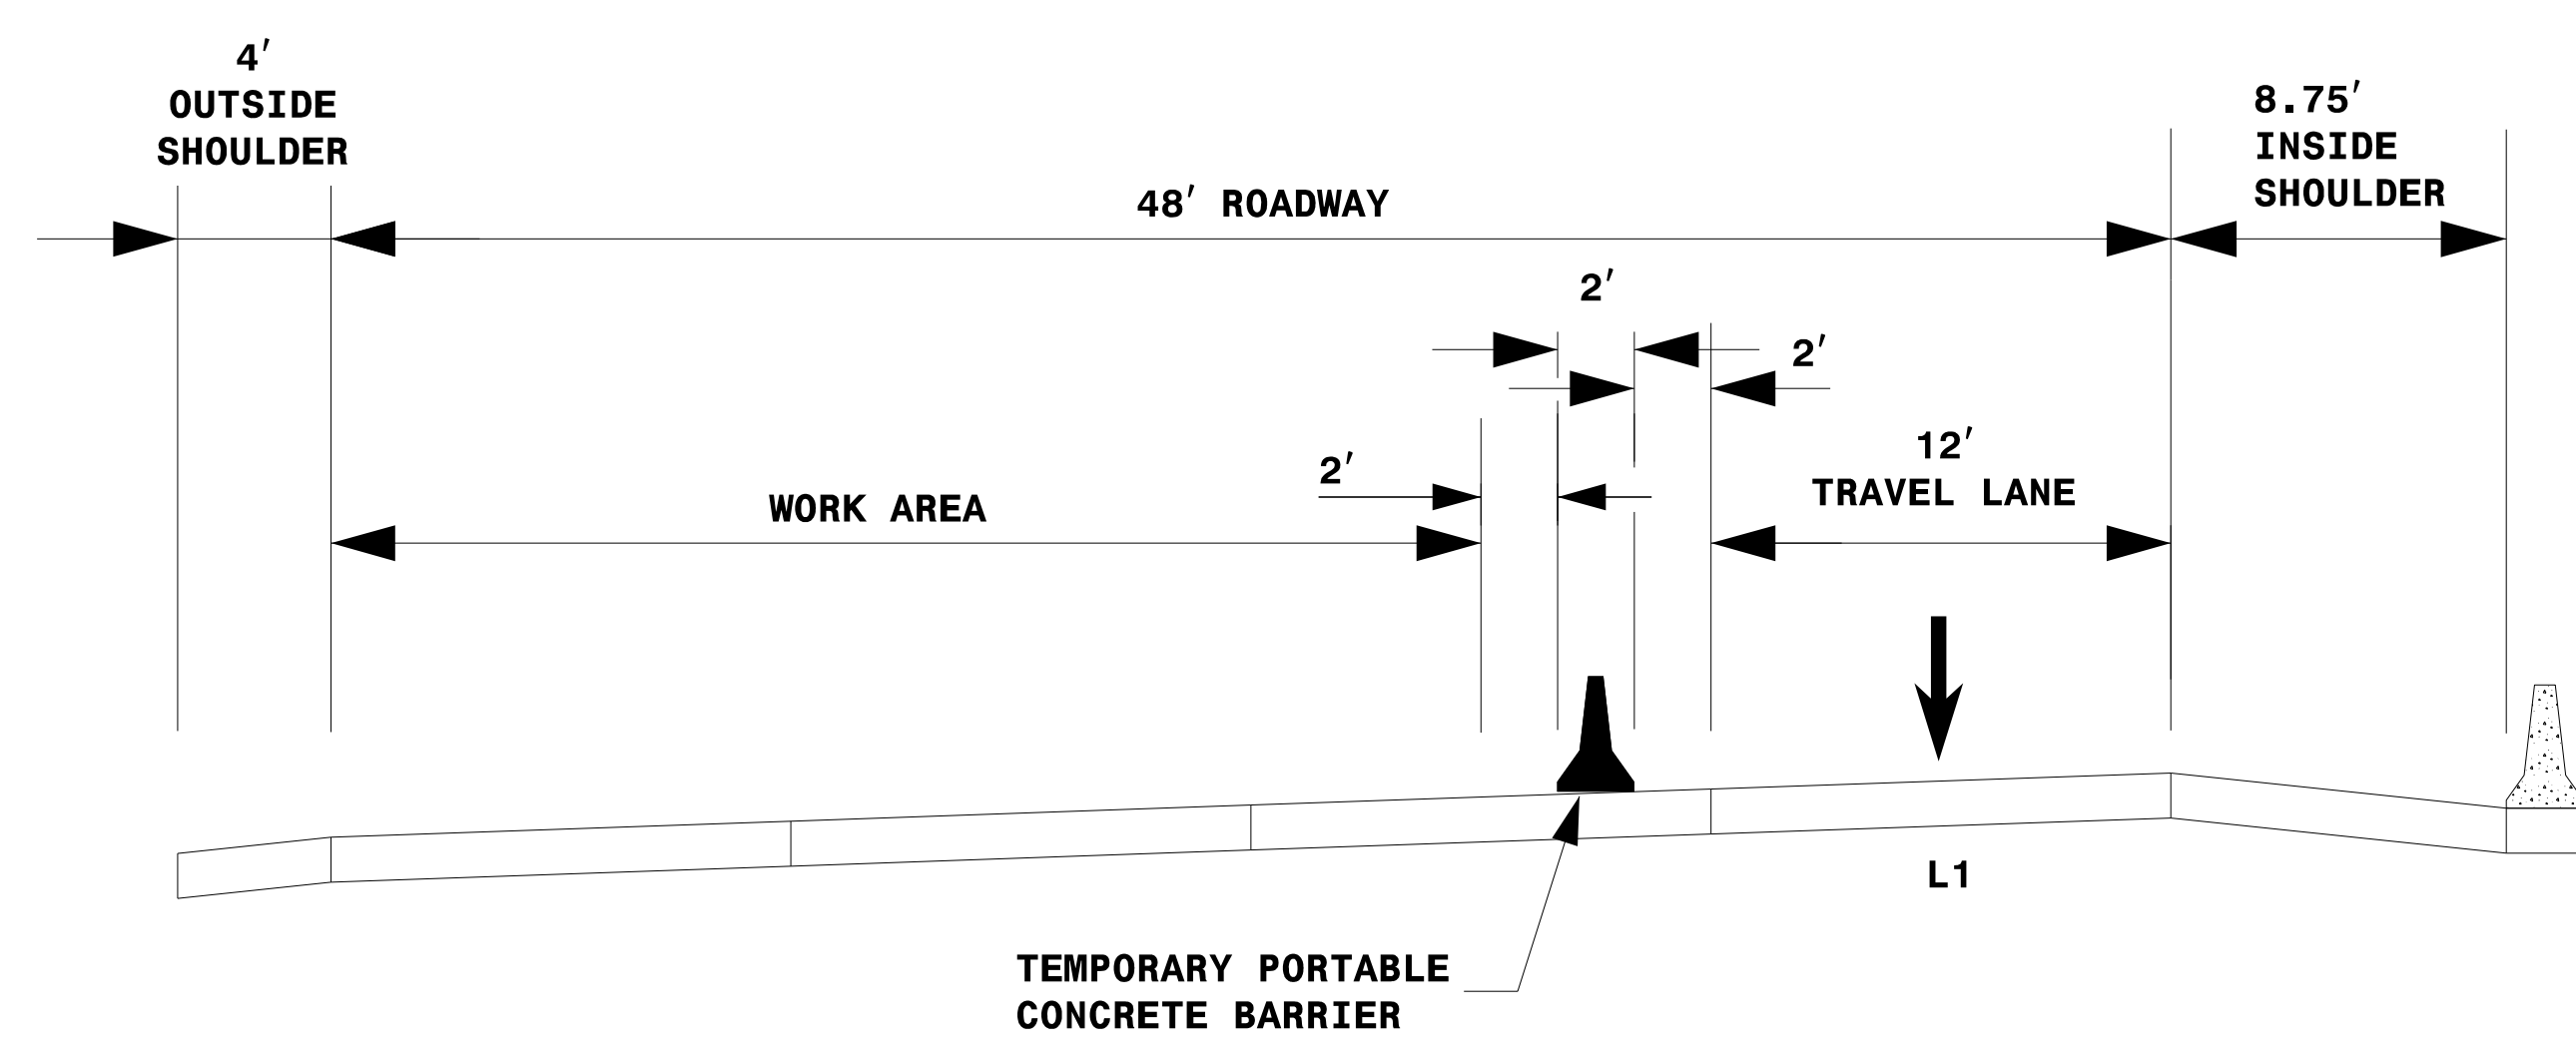 4'
OUTSIDE
SHOULDER
8.75'
INSIDE
SHOULDER
48' ROADWAY
2'
2'
2'
12'
TRAVEL LANE
WORK AREA
L1
TEMPORARY PORTABLE
CONCRETE BARRIER